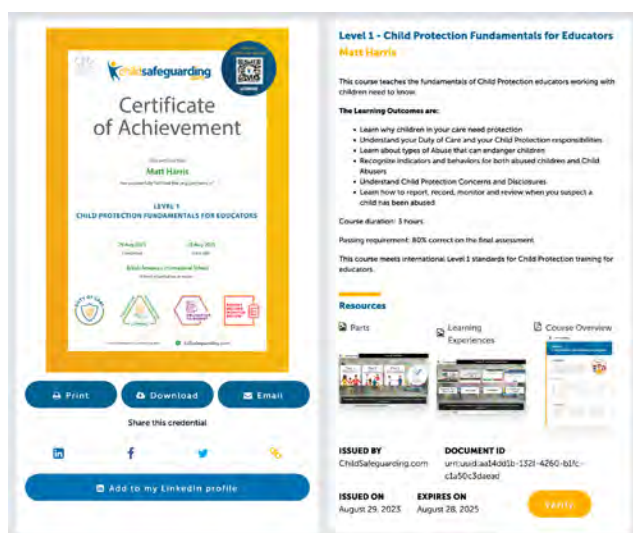 childsafeguarding
Certificate
of Achievement
Matt Harris
LEVEL 1
CHILD PROTECTION FUNDAMENTALS FOR EDUCATORS
Print
Download
Email
Share this credential
Add to my LinkedIn profile
Level 1 - Child Protection Fundamentals for Educators
Matt Harris
This course teaches the fundamentals of Child Protection educators working with
children need to know.
The Learning Outcomes are:
• Learn why children in your care need protection
• Understand your Duty of Care and your Child Protection responsibilities
• Learn about types of Abuse that can endanger children
• Recognize indicators and behaviors for both abused children and Child
Abusers
• Understand Child Protection Concerns and Disclosures
• Learn how to report, record, monitor and review when you suspect a
child has been abused
Course duration: 3 hours
Passing requirement: 80% correct on the final assessment
This course meets international Level 1 standards for Child Protection training for
educators.
Resources
Parts
Learning
Experiences
Course Overview
ISSUED BY
ChildSafeguarding.com
DOCUMENT ID
ISSUED ON
August 29, 2023
EXPIRES ON
August 28, 2025